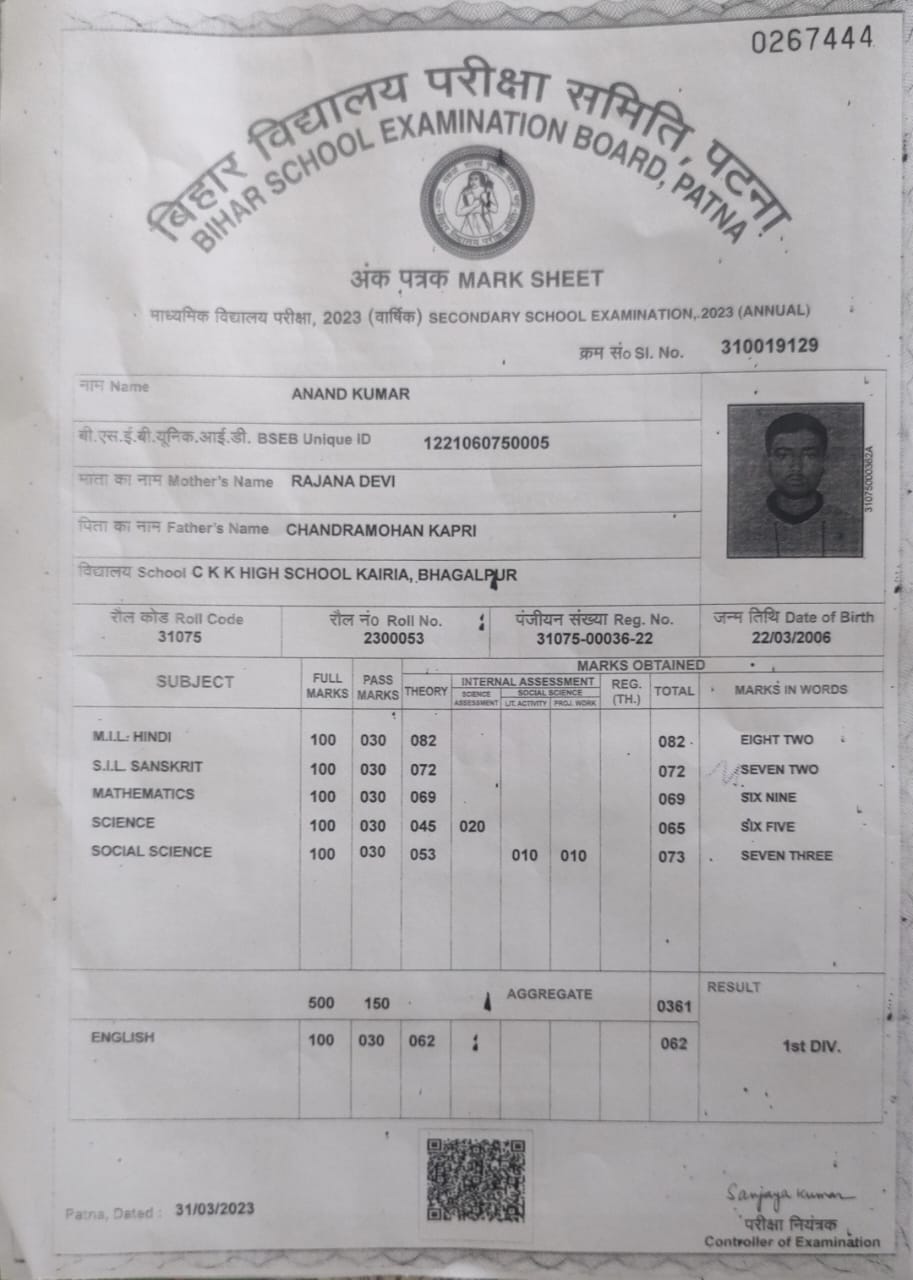 0267444
बिहार विद्यालय परीक्षा समिति, पटना
BIHAR SCHOOL EXAMINATION BOARD, PATNA
अंक पत्रक MARK SHEET
माध्यमिक विद्यालय परीक्षा, 2023 (वार्षिक) SECONDARY SCHOOL EXAMINATION, 2023 (ANNUAL)
क्रम सं० Sl. No. 310019129
नाम Name ANAND KUMAR
बी.एस.ई.बी.यूनिक.आई.डी. BSEB Unique ID 1221060750005
माता का नाम Mother's Name RAJANA DEVI
पिता का नाम Father's Name CHANDRAMOHAN KAPRI
विद्यालय School C K K HIGH SCHOOL KAIRIA, BHAGALPUR
31075000362A
रौल कोड Roll Code रौल नं० Roll No. पंजीयन संख्या Reg. No. जन्म तिथि Date of Birth
31075 2300053 31075-00036-22 22/03/2006
SUBJECT FULL MARKS PASS MARKS MARKS OBTAINED
THEORY INTERNAL ASSESSMENT REG. (TH.) TOTAL MARKS IN WORDS
SCIENCE ASSESSMENT SOCIAL SCIENCE
LIT. ACTIVITY PROJ. WORK
M.I.L: HINDI 100 030 082 082 EIGHT TWO
S.I.L. SANSKRIT 100 030 072 072 SEVEN TWO
MATHEMATICS 100 030 069 069 SIX NINE
SCIENCE 100 030 045 020 065 SIX FIVE
SOCIAL SCIENCE 100 030 053 010 010 073 SEVEN THREE
500 150 AGGREGATE 0361 RESULT
ENGLISH 100 030 062 062 1st DIV.
Patna, Dated : 31/03/2023
Sanjaya Kumar
परीक्षा नियंत्रक
Controller of Examination